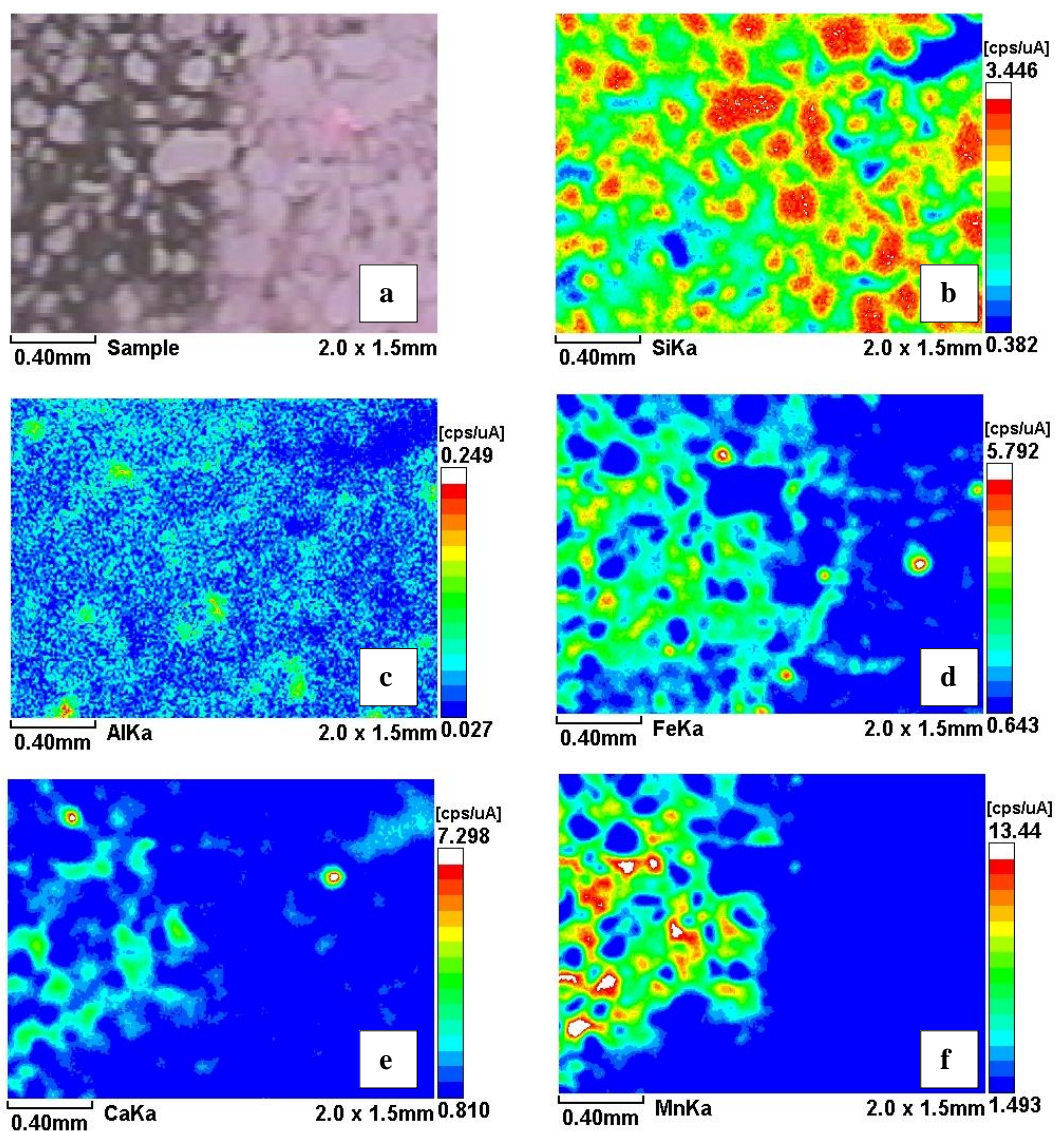 a
0.40mm Sample 2.0 x 1.5mm
[cps/uA]
3.446
b
0.40mm SiKa 2.0 x 1.5mm 0.382
[cps/uA]
0.249
c
0.40mm AlKa 2.0 x 1.5mm 0.027
[cps/uA]
5.792
d
0.40mm FeKa 2.0 x 1.5mm 0.643
[cps/uA]
7.298
e
0.40mm CaKa 2.0 x 1.5mm 0.810
[cps/uA]
13.44
f
0.40mm MnKa 2.0 x 1.5mm 1.493